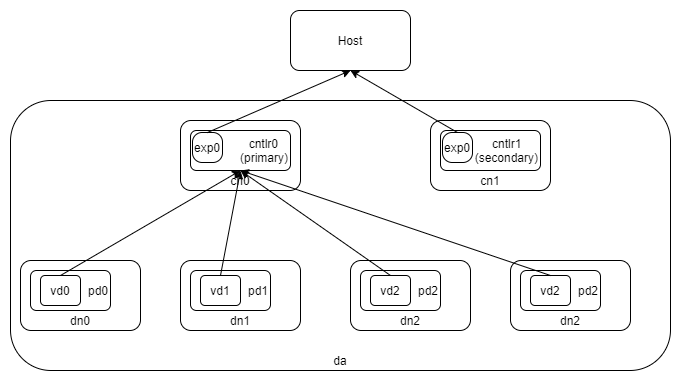 Host
exp0
cntlr0
(primary)
cn0
exp0
cntlr1
(secondary)
cn1
vd0
pd0
dn0
vd1
pd1
dn1
vd2
pd2
dn2
vd2
pd2
dn2
da